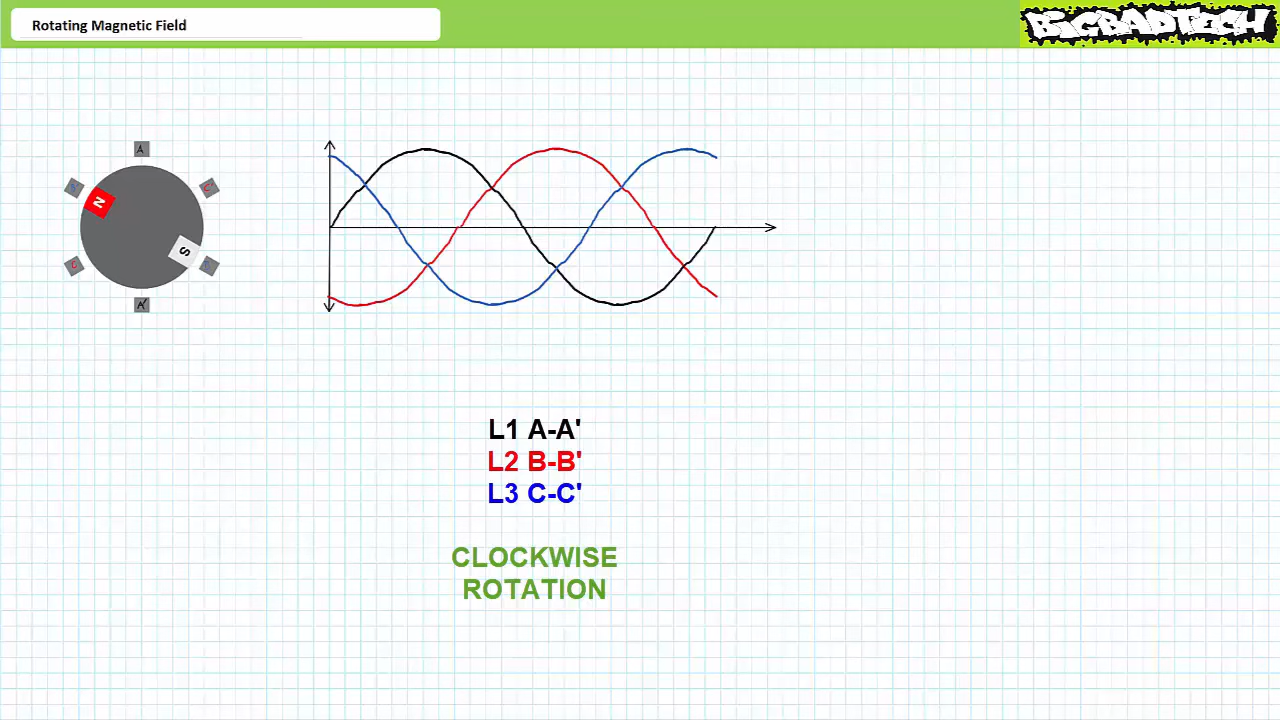 Rotating Magnetic Field
BIGBADTECH
A
C'
N
S
C
A'
L1 A-A'
L2 B-B'
L3 C-C'
CLOCKWISE
ROTATION